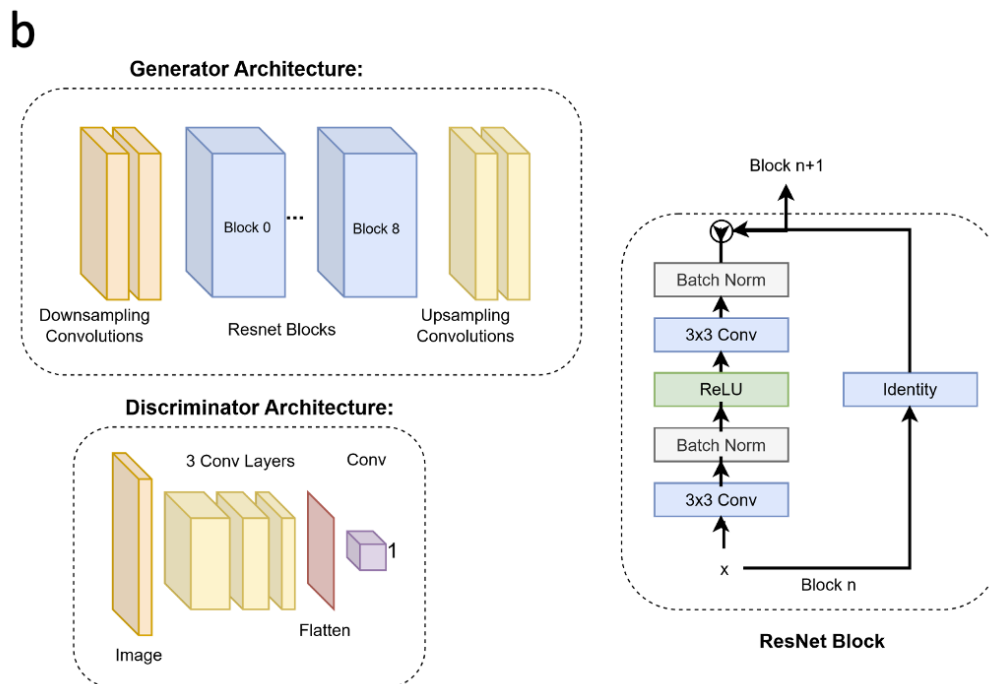 b
Generator Architecture:
Block 0
...
Block 8
Downsampling
Convolutions
Resnet Blocks
Upsampling
Convolutions
Discriminator Architecture:
3 Conv Layers
Conv
1
Flatten
Image
Block n+1
Batch Norm
3x3 Conv
ReLU
Identity
Batch Norm
3x3 Conv
x
Block n
ResNet Block